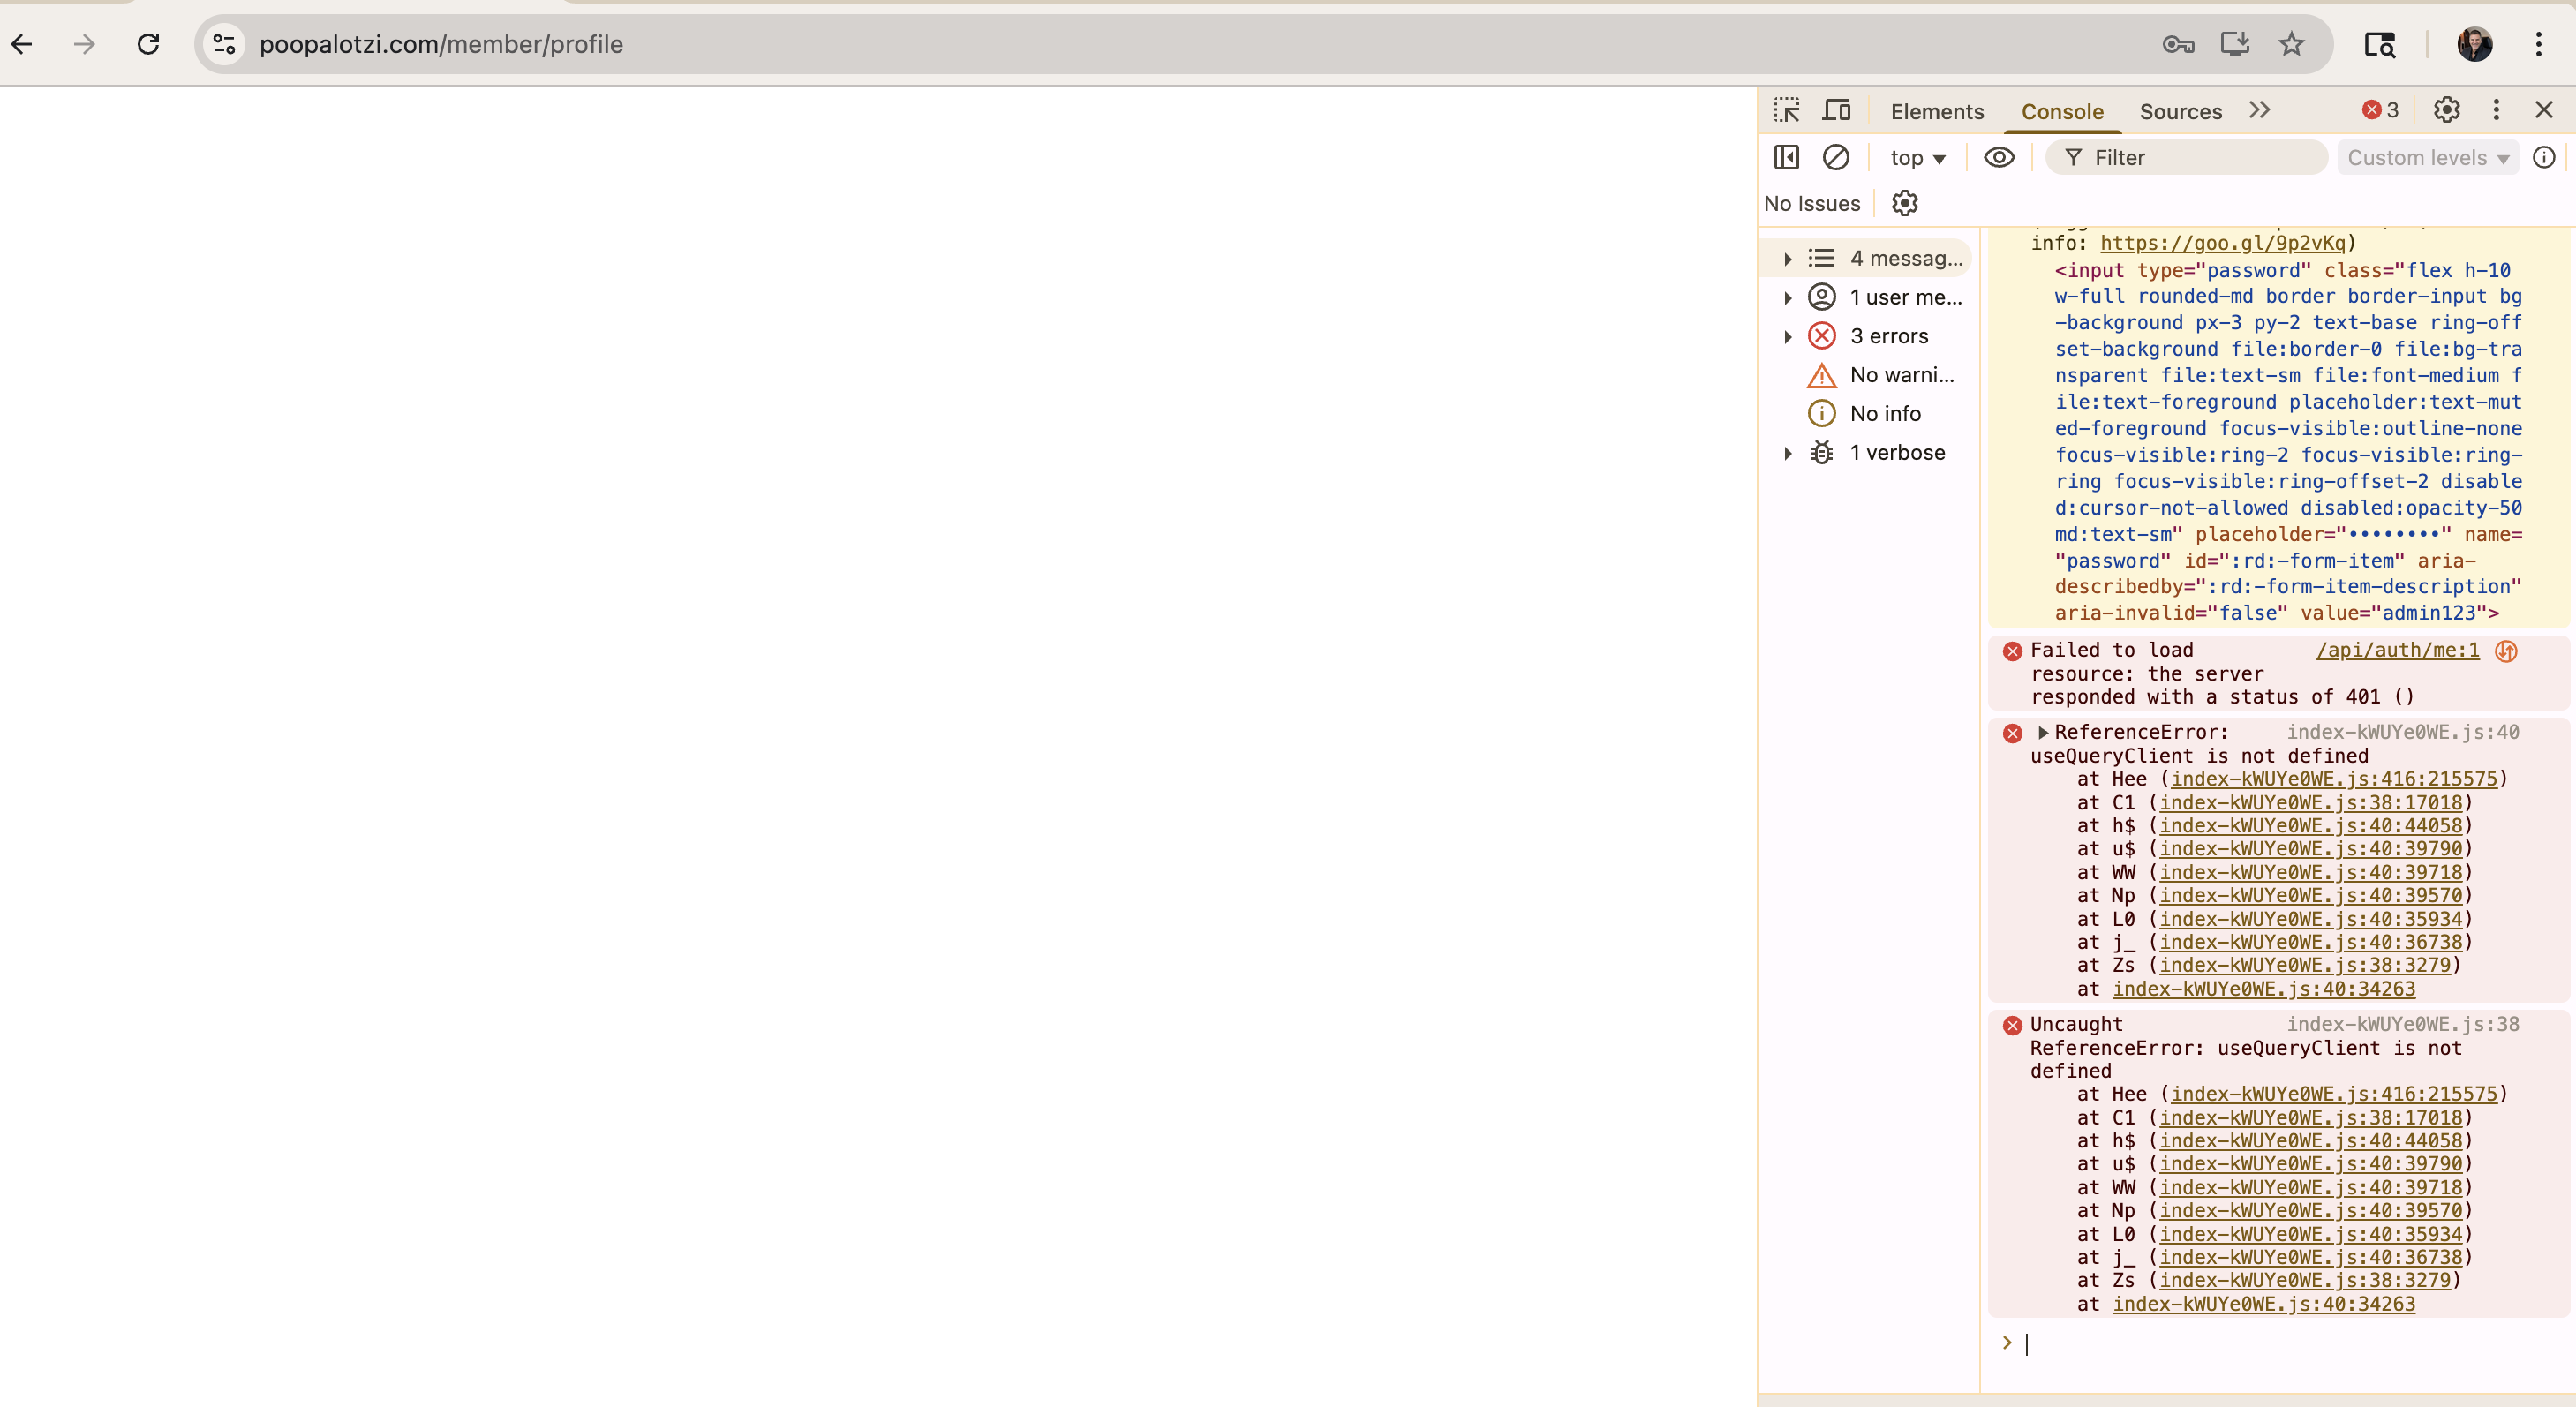 poopalotzi.com/member/profile
Elements
Console
Sources
3
top
Filter
Custom levels
No Issues
4 messag...
1 user me...
3 errors
No warni...
No info
1 verbose
info: https://goo.gl/9p2vKq)
<input type="password" class="flex h-10
w-full rounded-md border border-input bg
-background px-3 py-2 text-base ring-off
set-background file:border-0 file:bg-tra
nsparent file:text-sm file:font-medium f
ile:text-foreground placeholder:text-mut
ed-foreground focus-visible:outline-none
focus-visible:ring-2 focus-visible:ring-
ring focus-visible:ring-offset-2 disable
d:cursor-not-allowed disabled:opacity-50
md:text-sm" placeholder="••••••••" name=
"password" id=":rd:-form-item" aria-
describedby=":rd:-form-item-description"
aria-invalid="false" value="admin123">
Failed to load /api/auth/me:1
resource: the server
responded with a status of 401 ()
ReferenceError: index-kWUYe0WE.js:40
useQueryClient is not defined
at Hee (index-kWUYe0WE.js:416:215575)
at C1 (index-kWUYe0WE.js:38:17018)
at h$ (index-kWUYe0WE.js:40:44058)
at u$ (index-kWUYe0WE.js:40:39790)
at WW (index-kWUYe0WE.js:40:39718)
at Np (index-kWUYe0WE.js:40:39570)
at L0 (index-kWUYe0WE.js:40:35934)
at j_ (index-kWUYe0WE.js:40:36738)
at Zs (index-kWUYe0WE.js:38:3279)
at index-kWUYe0WE.js:40:34263
Uncaught index-kWUYe0WE.js:38
ReferenceError: useQueryClient is not
defined
at Hee (index-kWUYe0WE.js:416:215575)
at C1 (index-kWUYe0WE.js:38:17018)
at h$ (index-kWUYe0WE.js:40:44058)
at u$ (index-kWUYe0WE.js:40:39790)
at WW (index-kWUYe0WE.js:40:39718)
at Np (index-kWUYe0WE.js:40:39570)
at L0 (index-kWUYe0WE.js:40:35934)
at j_ (index-kWUYe0WE.js:40:36738)
at Zs (index-kWUYe0WE.js:38:3279)
at index-kWUYe0WE.js:40:34263